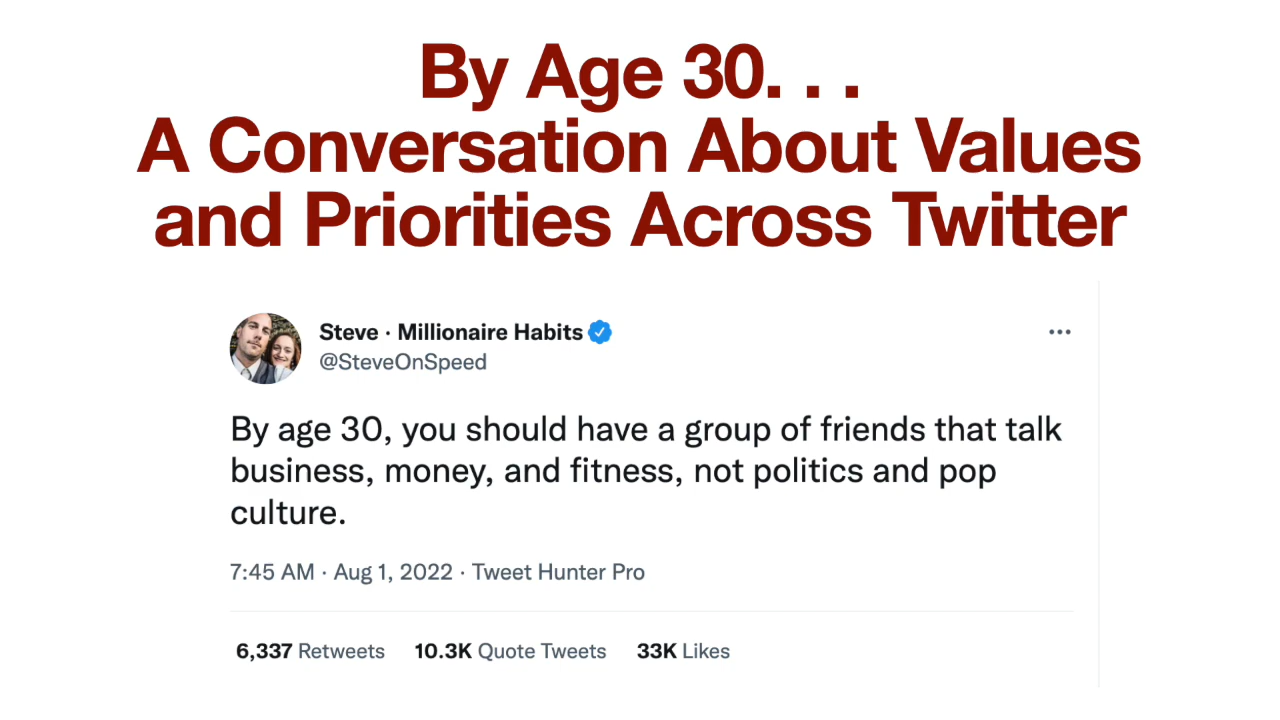 By Age 30. . .
A Conversation About Values
and Priorities Across Twitter
Steve · Millionaire Habits
@SteveOnSpeed
By age 30, you should have a group of friends that talk
business, money, and fitness, not politics and pop
culture.
7:45 AM · Aug 1, 2022 · Tweet Hunter Pro
6,337 Retweets 10.3K Quote Tweets 33K Likes